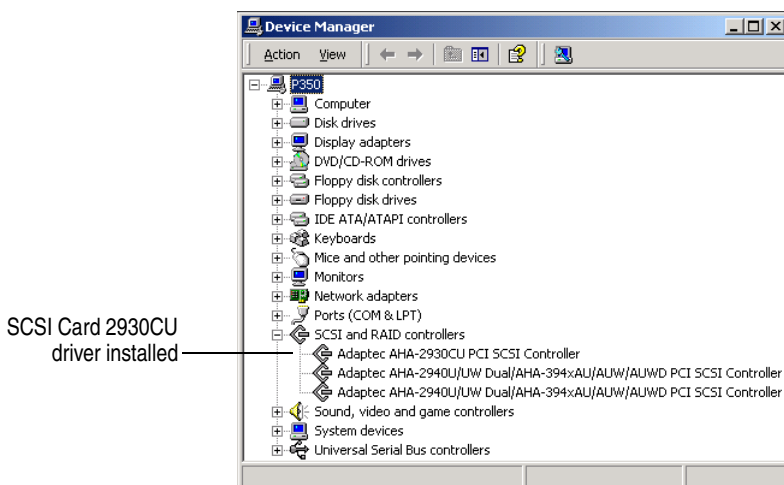 Device Manager
Action View
P350
Computer
Disk drives
Display adapters
DVD/CD-ROM drives
Floppy disk controllers
Floppy disk drives
IDE ATA/ATAPI controllers
Keyboards
Mice and other pointing devices
Monitors
Network adapters
Ports (COM & LPT)
SCSI and RAID controllers
SCSI Card 2930CU
driver installed
Adaptec AHA-2930CU PCI SCSI Controller
Adaptec AHA-2940U/UW Dual/AHA-394xAU/AUW/AUWD PCI SCSI Controller
Adaptec AHA-2940U/UW Dual/AHA-394xAU/AUW/AUWD PCI SCSI Controller
Sound, video and game controllers
System devices
Universal Serial Bus controllers